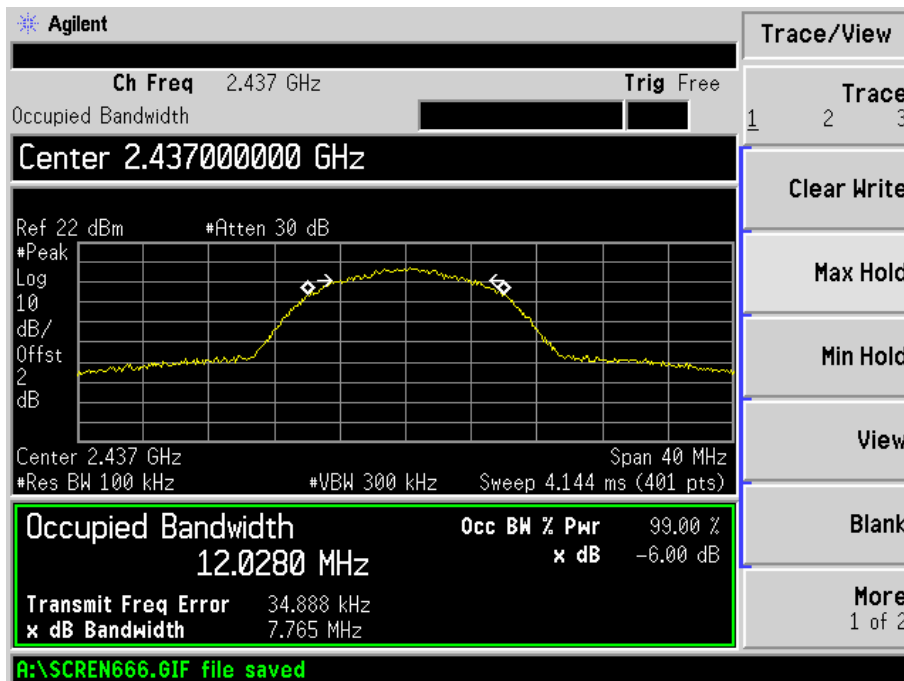 Agilent
Trace/View
Ch Freq 2.437 GHz Trig Free
Occupied Bandwidth
Trace
1 2 3
Center 2.437000000 GHz
Clear Write
Ref 22 dBm #Atten 30 dB
#Peak
Log
10
dB/
Offst
2
dB
Max Hold
Min Hold
View
Center 2.437 GHz Span 40 MHz
#Res BW 100 kHz #VBW 300 kHz Sweep 4.144 ms (401 pts)
Occupied Bandwidth Occ BW % Pwr 99.00 %
12.0280 MHz x dB -6.00 dB
Blank
Transmit Freq Error 34.888 kHz
x dB Bandwidth 7.765 MHz
More
1 of 2
A:\SCREN666.GIF file saved